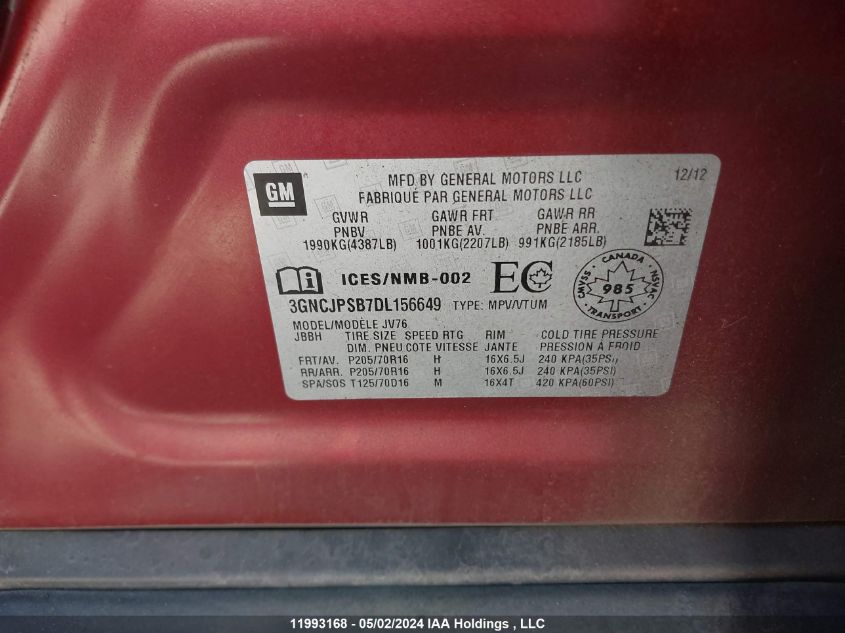 GM
MFD BY GENERAL MOTORS LLC 12/12
FABRIQUÉ PAR GENERAL MOTORS LLC
GVWR GAWR FRT GAWR RR
PNBV PNBE AV. PNBE ARR.
1990KG(4387LB) 1001KG(2207LB) 991KG(2185LB)
ICES/NMB-002 EC
CANADA
CMVSS 985 NSVAC
TRANSPORT
3GNCJPSB7DL156649 TYPE: MPV/VTUM
MODEL/MODÈLE JV76
JBBH TIRE SIZE SPEED RTG RIM COLD TIRE PRESSURE
DIM. PNEU COTE VITESSE JANTE PRESSION À FROID
FRT/AV. P205/70R16 H 16X6.5J 240 KPA(35PSI)
RR/ARR. P205/70R16 H 16X6.5J 240 KPA(35PSI)
SPA/SOS T125/70D16 M 16X4T 420 KPA(60PSI)
11993168 - 05/02/2024 IAA Holdings , LLC